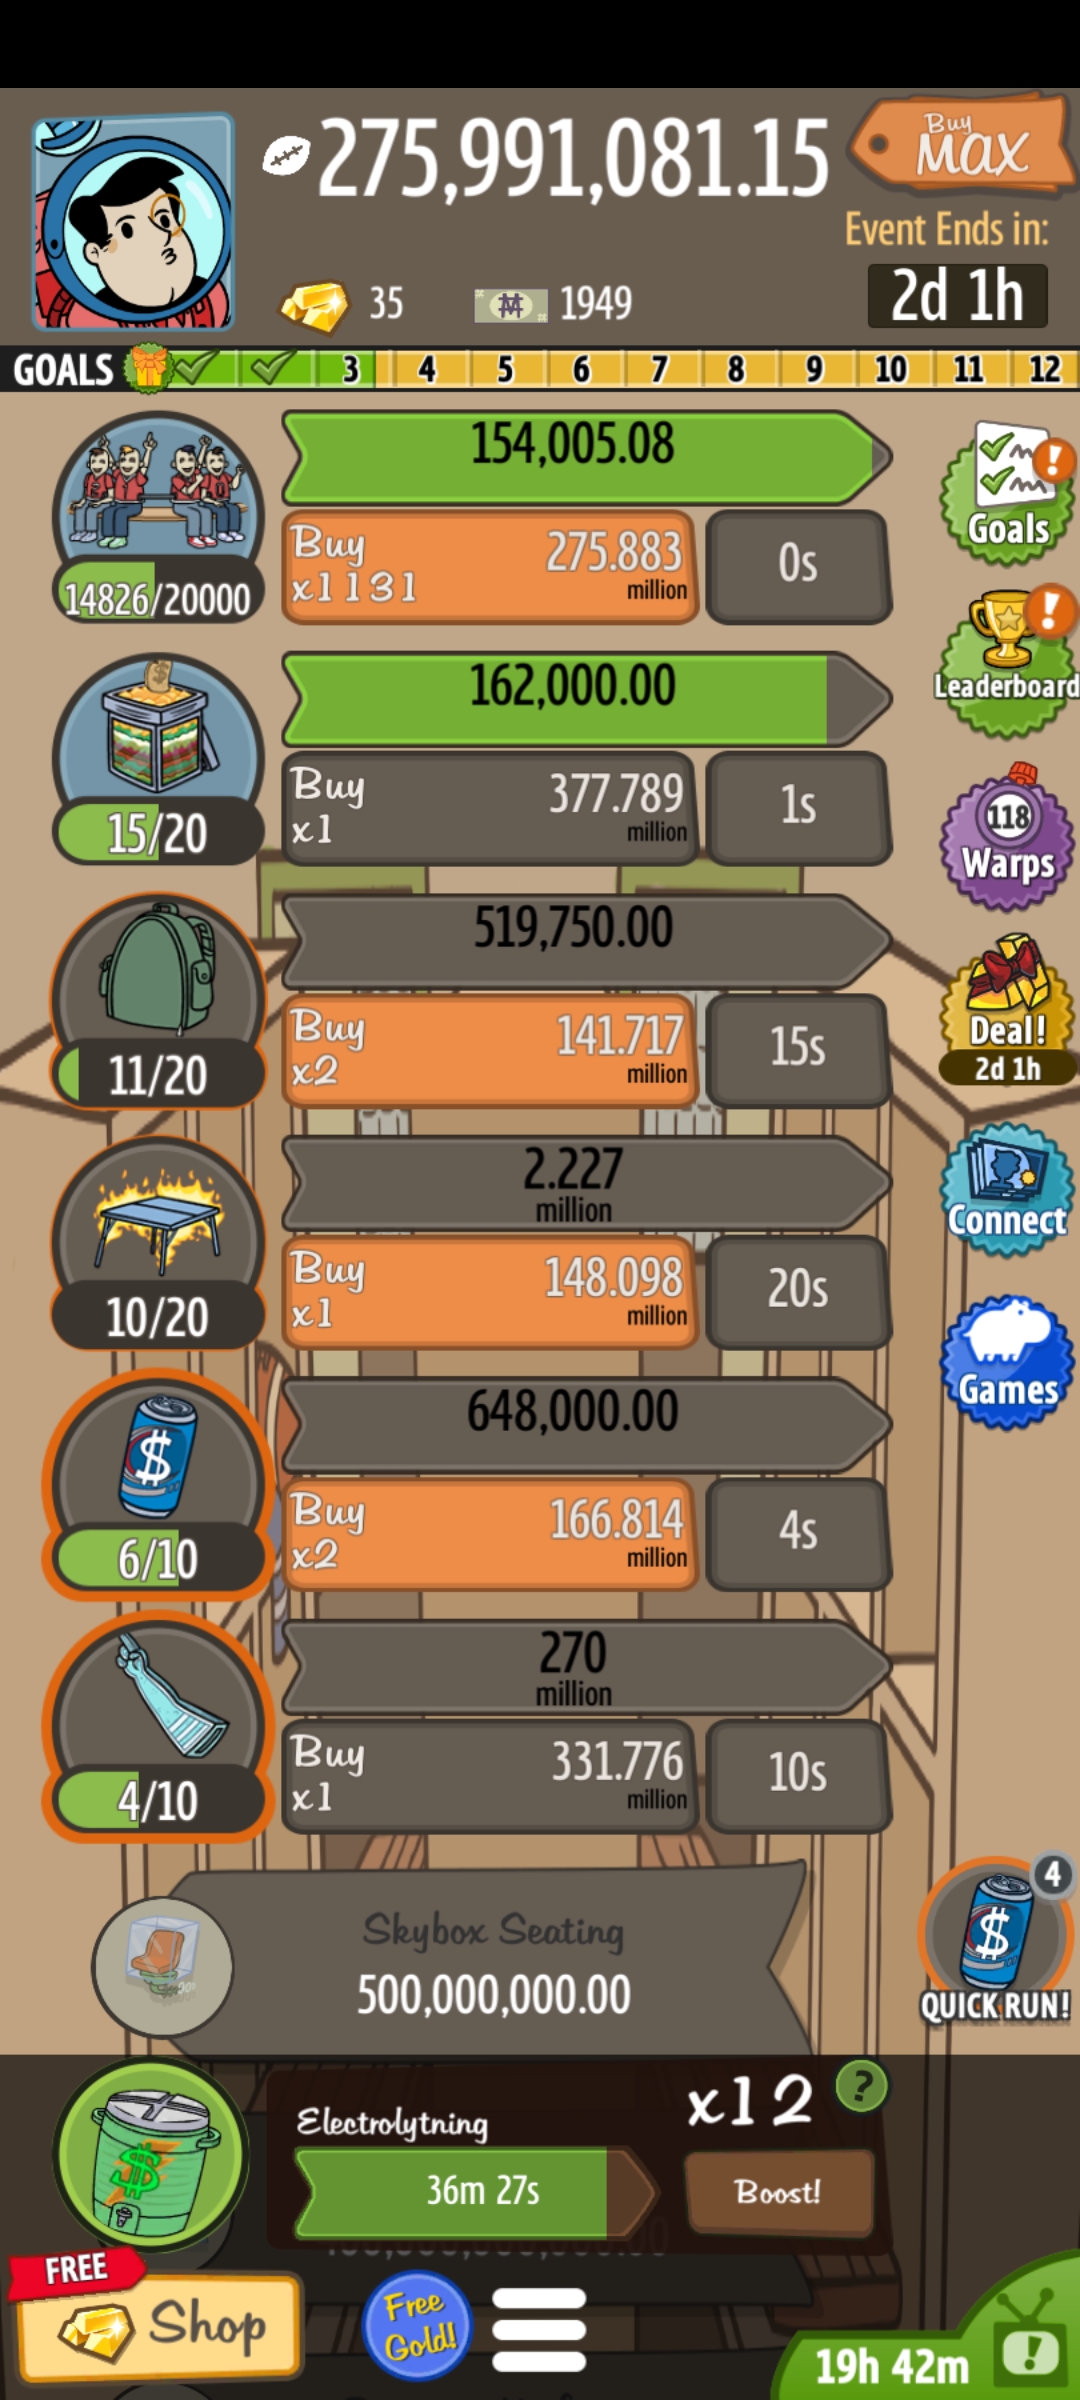 275,991,081.15
Buy
MAX
Event Ends in:
2d 1h
35
1949
GOALS
3 4 5 6 7 8 9 10 11 12
154,005.08
Buy
x1131
275.883
million
0s
14826/20000
162,000.00
Buy
x1
377.789
million
1s
15/20
519,750.00
Buy
x2
141.717
million
15s
11/20
2.227
million
Buy
x1
148.098
million
20s
10/20
648,000.00
Buy
x2
166.814
million
4s
6/10
270
million
Buy
x1
331.776
million
10s
4/10
Goals
Leaderboard
118
Warps
Deal!
2d 1h
Connect
Games
Skybox Seating
500,000,000.00
4
QUICK RUN!
Electrolytning
36m 27s
x12
?
Boost!
FREE
Shop
Free
Gold!
19h 42m